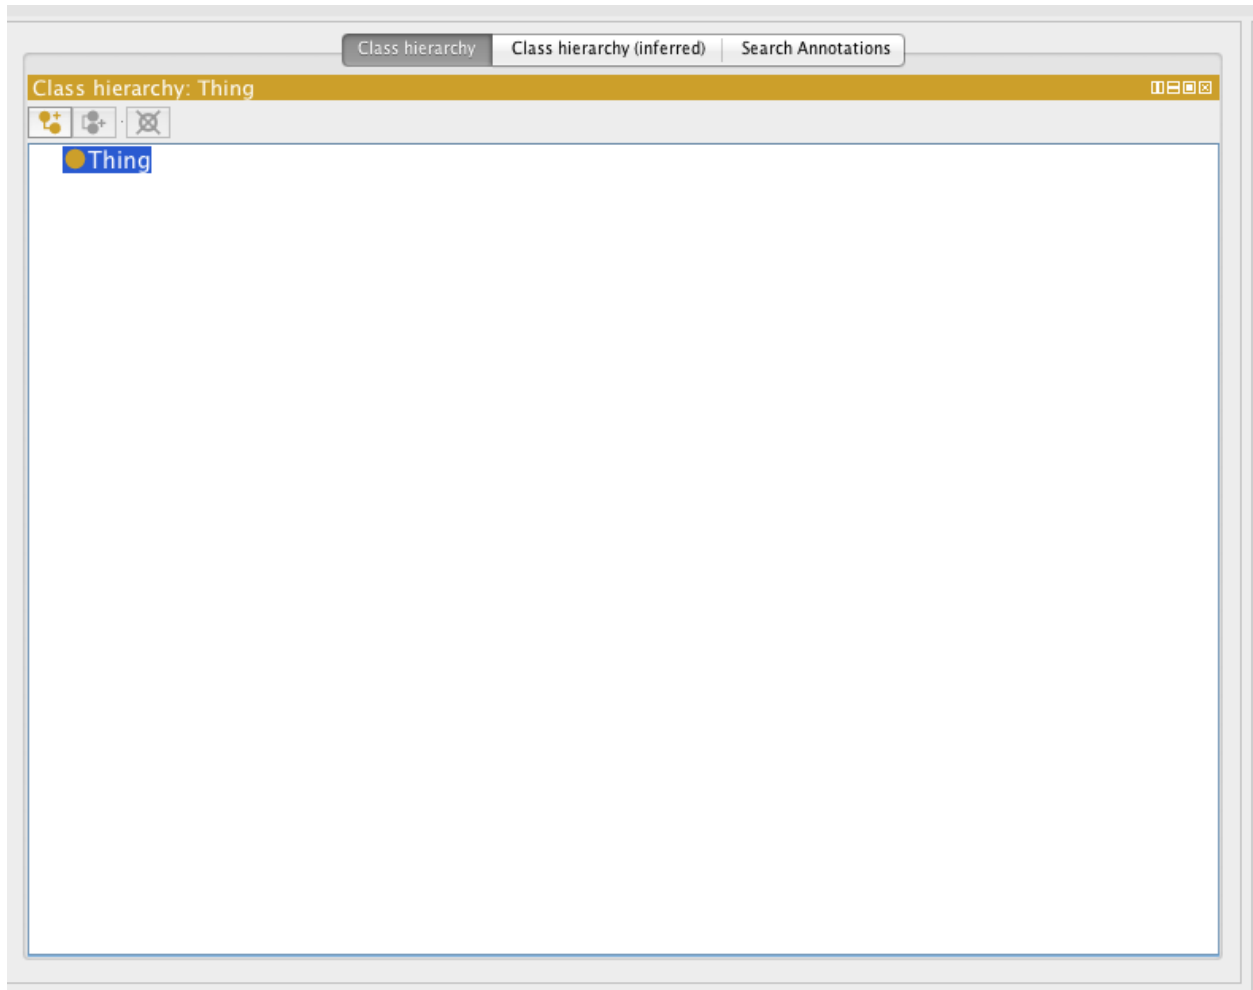 Class hierarchy Class hierarchy (inferred) Search Annotations
Class hierarchy: Thing
Thing